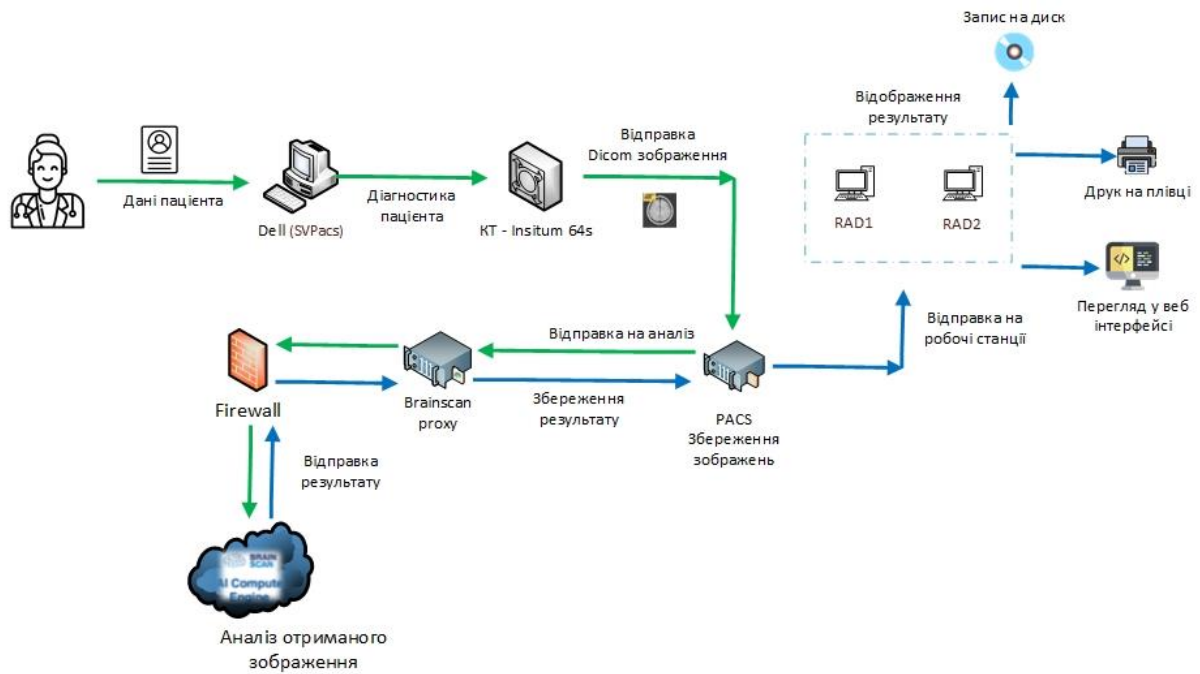 Запис на диск
Відображення
результату
Відправка
Dicom зображення
Дані пацієнта
Діагностика
пацієнта
Dell (SVPacs)
КТ - Insitum 64s
RAD1
RAD2
Друк на плівці
Перегляд у веб
інтерфейсі
Відправка на
робочі станції
Відправка на аналіз
Firewall
Brainscan
proxy
Збереження
результату
PACS
Збереження
зображень
Відправка
результату
BRAIN
SCAN
AI Compute
Engine
Аналіз отриманого
зображення